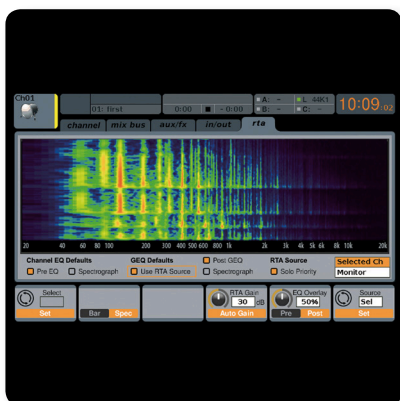 Ch01
A: - L 44K1
01: first 0:00 - 0:00 B: - C: -
10:09:02
channel mix bus aux/fx in/out rta
20 40 60 80 100 200 300 400 500 600 800 1k 2k 3k 4k 5k 6k 8k 10k 20k
Channel EQ Defaults GEQ Defaults Post GEQ RTA Source Selected Ch
Pre EQ Spectrograph Use RTA Source Spectrograph Solo Priority Monitor
Select RTA Gain EQ Overlay Source
30 dB 50% Sel
Set Bar Spec Auto Gain Pre Post Set